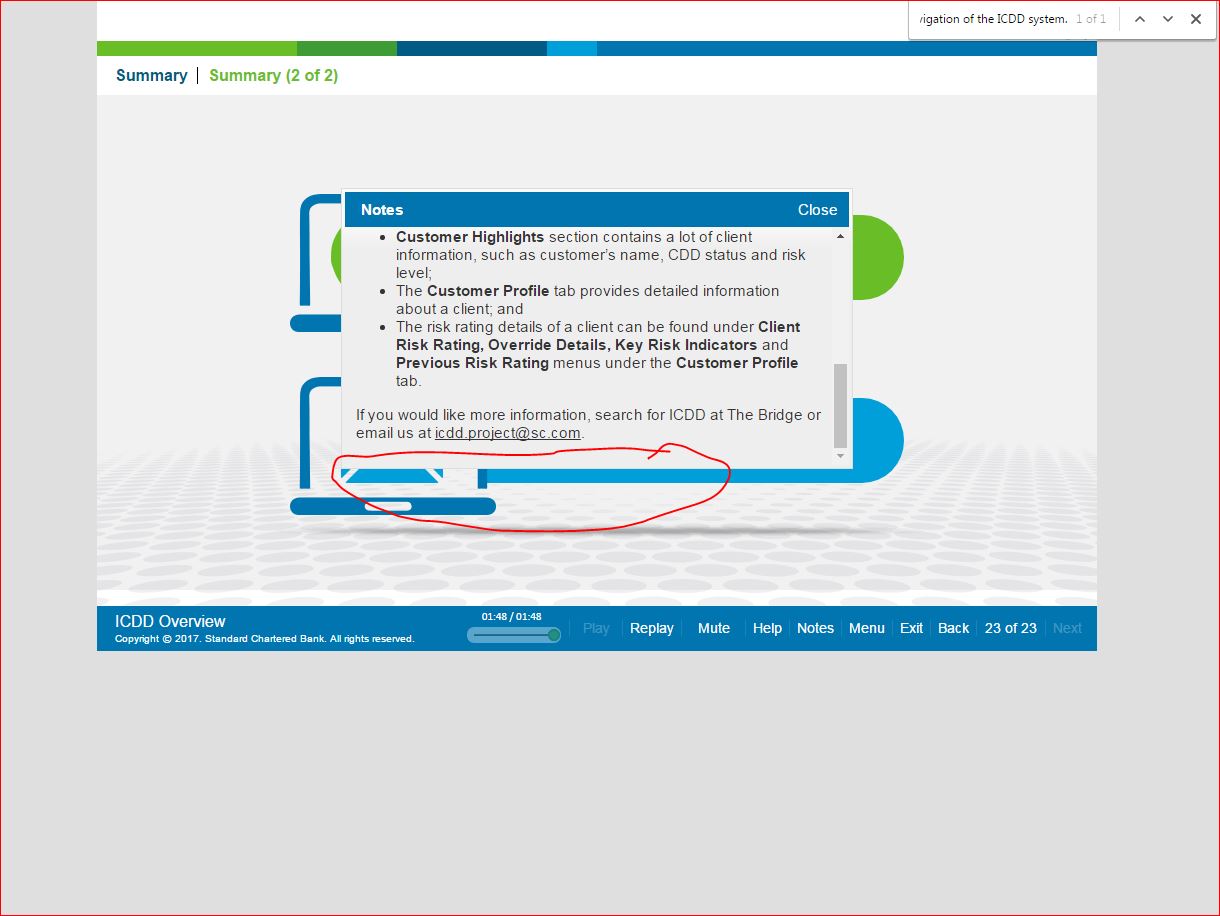 vigation of the ICDD system. 1 of 1
Summary | Summary (2 of 2)
Notes Close
• Customer Highlights section contains a lot of client
information, such as customer's name, CDD status and risk
level;
• The Customer Profile tab provides detailed information
about a client; and
• The risk rating details of a client can be found under Client
Risk Rating, Override Details, Key Risk Indicators and
Previous Risk Rating menus under the Customer Profile
tab.
If you would like more information, search for ICDD at The Bridge or
email us at icdd.project@sc.com.
ICDD Overview
Copyright © 2017. Standard Chartered Bank. All rights reserved.
01:48 / 01:48
Play Replay Mute Help Notes Menu Exit Back 23 of 23 Next